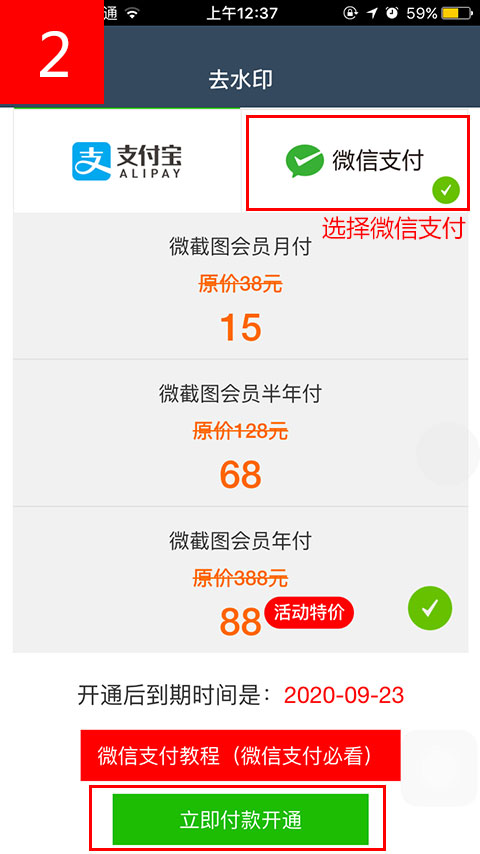 2
通 上午12:37 59%
去水印
支付宝
ALIPAY
微信支付
选择微信支付
微截图会员月付
原价38元
15
微截图会员半年付
原价128元
68
微截图会员年付
原价388元
88 活动特价
开通后到期时间是：2020-09-23
微信支付教程（微信支付必看）
立即付款开通